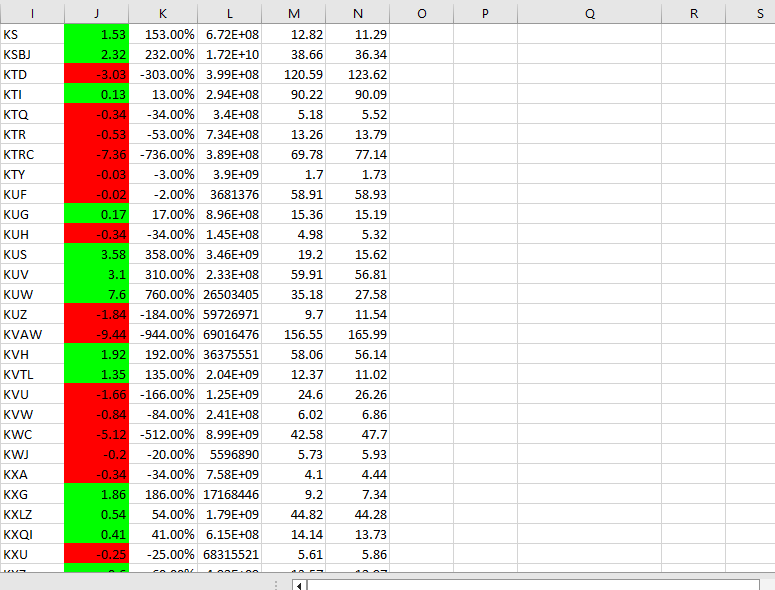 I J K L M N O P Q R S
KS 1.53 153.00% 6.72E+08 12.82 11.29
KSBJ 2.32 232.00% 1.72E+10 38.66 36.34
KTD -3.03 -303.00% 3.99E+08 120.59 123.62
KTI 0.13 13.00% 2.94E+08 90.22 90.09
KTQ -0.34 -34.00% 3.4E+08 5.18 5.52
KTR -0.53 -53.00% 7.34E+08 13.26 13.79
KTRC -7.36 -736.00% 3.89E+08 69.78 77.14
KTY -0.03 -3.00% 3.9E+09 1.7 1.73
KUF -0.02 -2.00% 3681376 58.91 58.93
KUG 0.17 17.00% 8.96E+08 15.36 15.19
KUH -0.34 -34.00% 1.45E+08 4.98 5.32
KUS 3.58 358.00% 3.46E+09 19.2 15.62
KUV 3.1 310.00% 2.33E+08 59.91 56.81
KUW 7.6 760.00% 26503405 35.18 27.58
KUZ -1.84 -184.00% 59726971 9.7 11.54
KVAW -9.44 -944.00% 69016476 156.55 165.99
KVH 1.92 192.00% 36375551 58.06 56.14
KVTL 1.35 135.00% 2.04E+09 12.37 11.02
KVU -1.66 -166.00% 1.25E+09 24.6 26.26
KVW -0.84 -84.00% 2.41E+08 6.02 6.86
KWC -5.12 -512.00% 8.99E+09 42.58 47.7
KWJ -0.2 -20.00% 5596890 5.73 5.93
KXA -0.34 -34.00% 7.58E+09 4.1 4.44
KXG 1.86 186.00% 17168446 9.2 7.34
KXLZ 0.54 54.00% 1.79E+09 44.82 44.28
KXQI 0.41 41.00% 6.15E+08 14.14 13.73
KXU -0.25 -25.00% 68315521 5.61 5.86